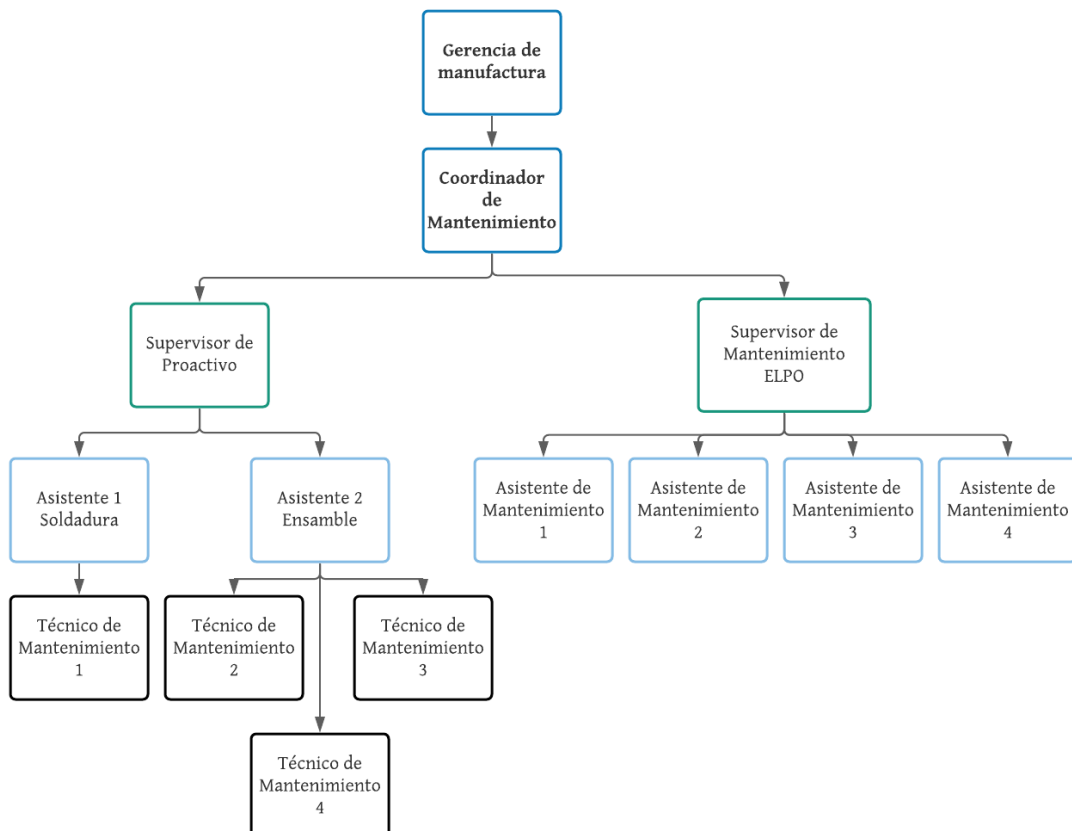 Gerencia de
manufactura
Coordinador
de
Mantenimiento
Supervisor de
Proactivo
Supervisor de
Mantenimiento
ELPO
Asistente 1
Soldadura
Asistente 2
Ensamble
Asistente de
Mantenimiento
1
Asistente de
Mantenimiento
2
Asistente de
Mantenimiento
3
Asistente de
Mantenimiento
4
Técnico de
Mantenimiento
1
Técnico de
Mantenimiento
2
Técnico de
Mantenimiento
3
Técnico de
Mantenimiento
4